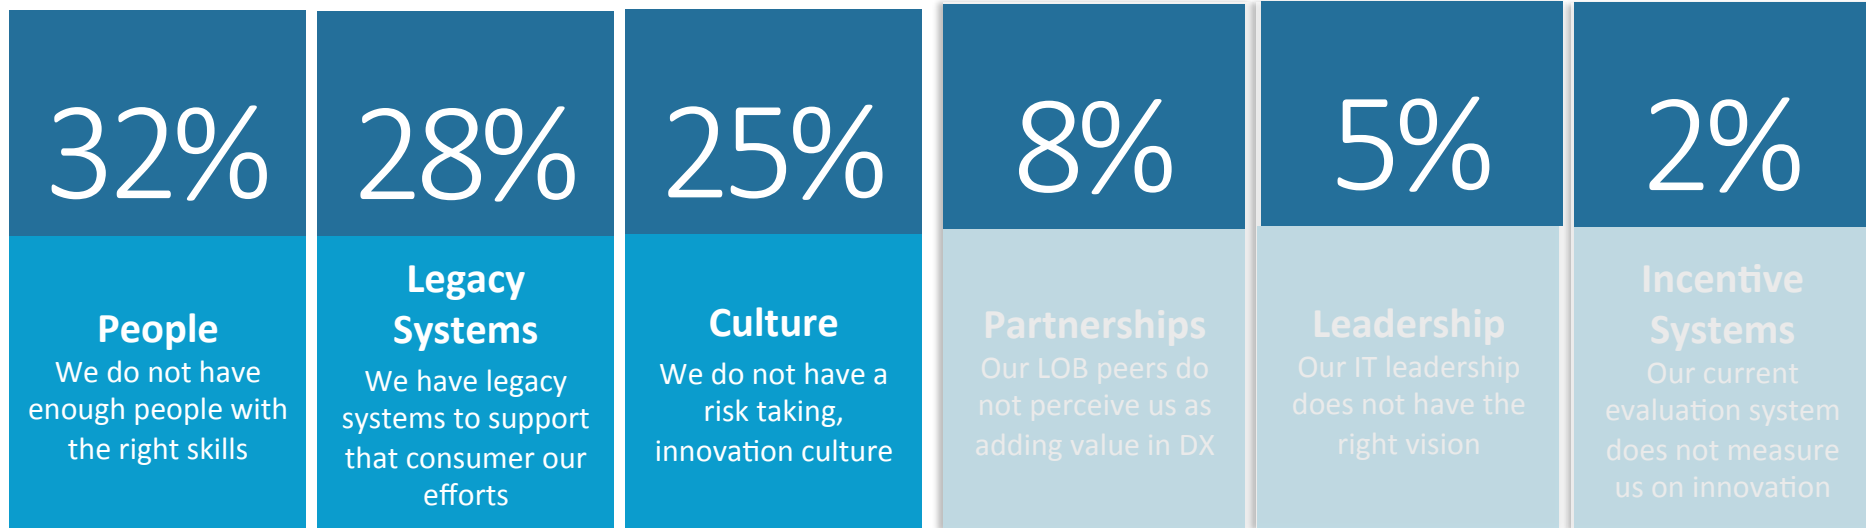 32%
People
We do not have
enough people with
the right skills
28%
Legacy
Systems
We have legacy
systems to support
that consumer our
efforts
25%
Culture
We do not have a
risk taking,
innovation culture
8%
Partnerships
Our LOB peers do
not perceive us as
adding value in DX
5%
Leadership
Our IT leadership
does not have the
right vision
2%
Incentive
Systems
Our current
evaluation system
does not measure
us on innovation